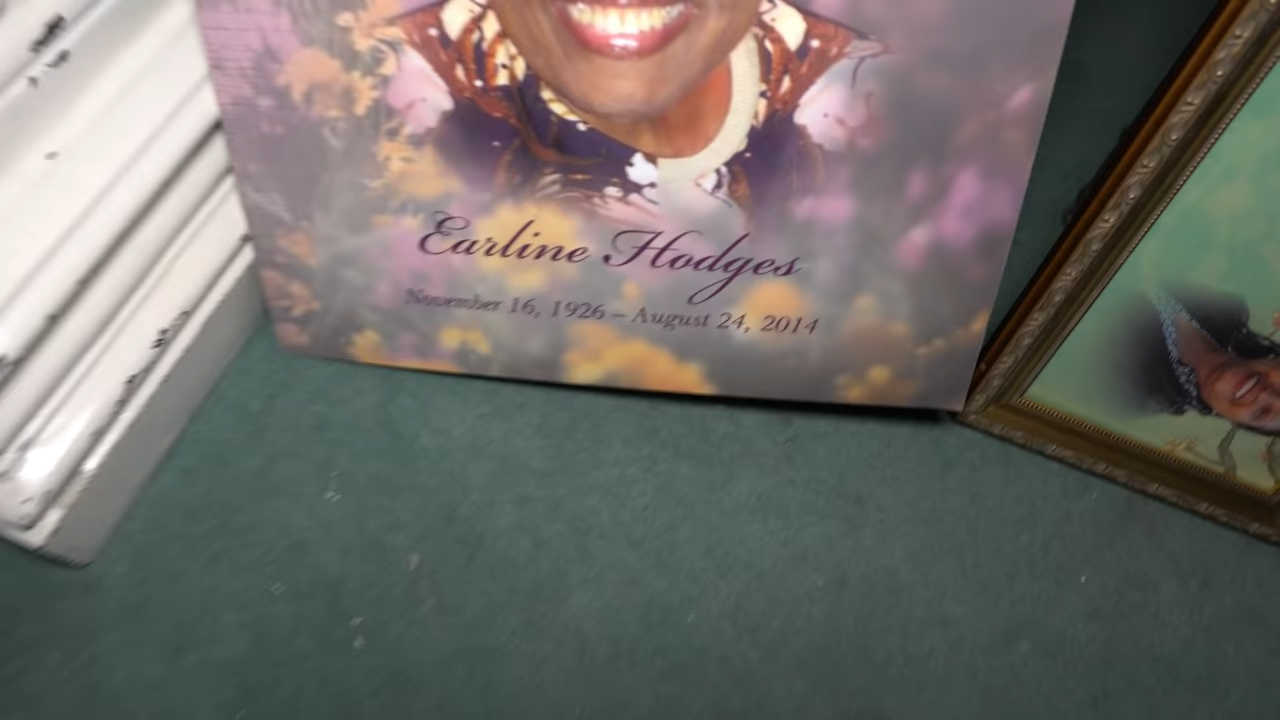 Earline Hodges
November 16, 1926 – August 24, 2014